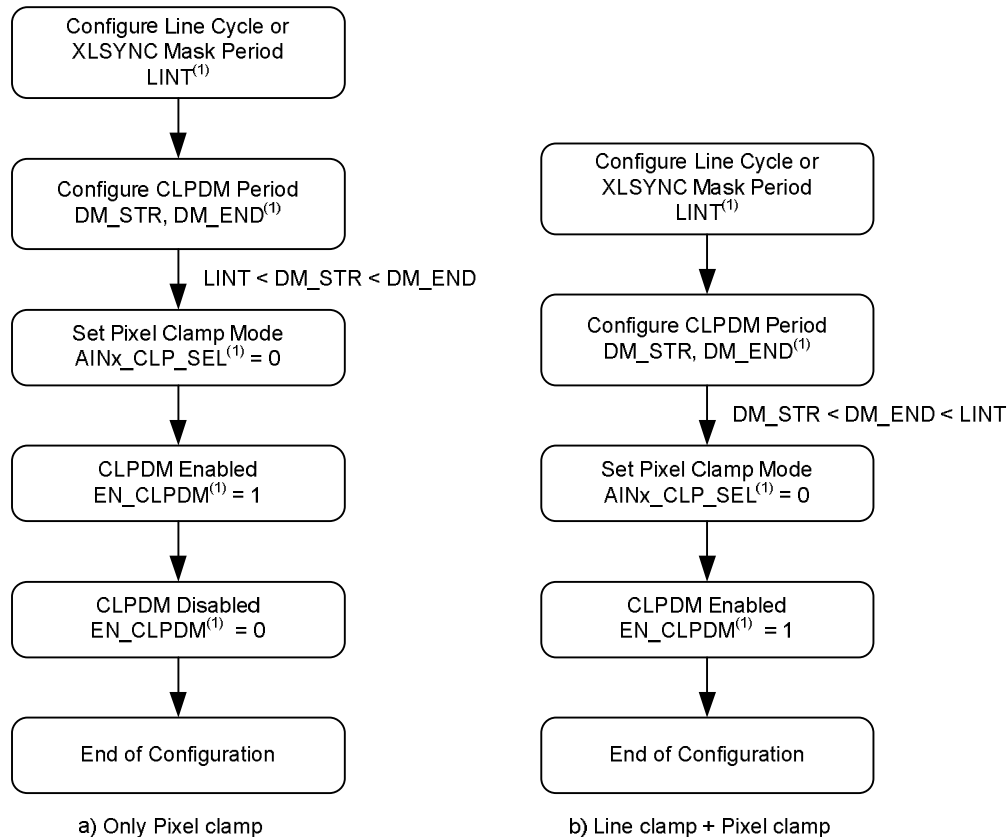 Configure Line Cycle or
XLSYNC Mask Period
LINT(1)
Configure CLPDM Period
DM_STR, DM_END(1)
LINT < DM_STR < DM_END
Set Pixel Clamp Mode
AINx_CLP_SEL(1) = 0
CLPDM Enabled
EN_CLPDM(1) = 1
CLPDM Disabled
EN_CLPDM(1) = 0
End of Configuration
a) Only Pixel clamp
Configure Line Cycle or
XLSYNC Mask Period
LINT(1)
Configure CLPDM Period
DM_STR, DM_END(1)
DM_STR < DM_END < LINT
Set Pixel Clamp Mode
AINx_CLP_SEL(1) = 0
CLPDM Enabled
EN_CLPDM(1) = 1
End of Configuration
b) Line clamp + Pixel clamp